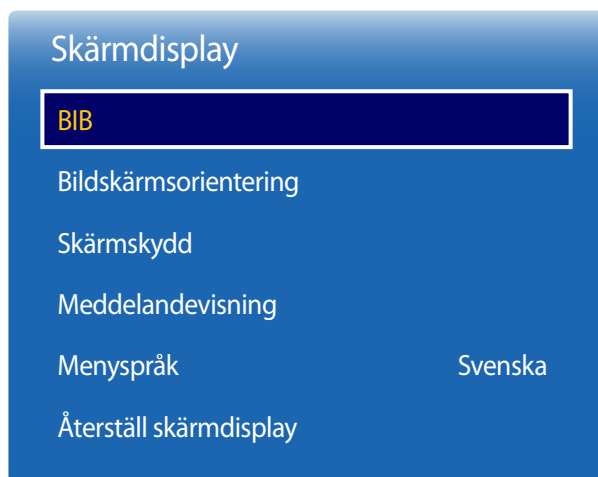 Skärmdisplay
BIB
Bildskärmsorientering
Skärmskydd
Meddelandevisning
Menyspråk Svenska
Återställ skärmdisplay